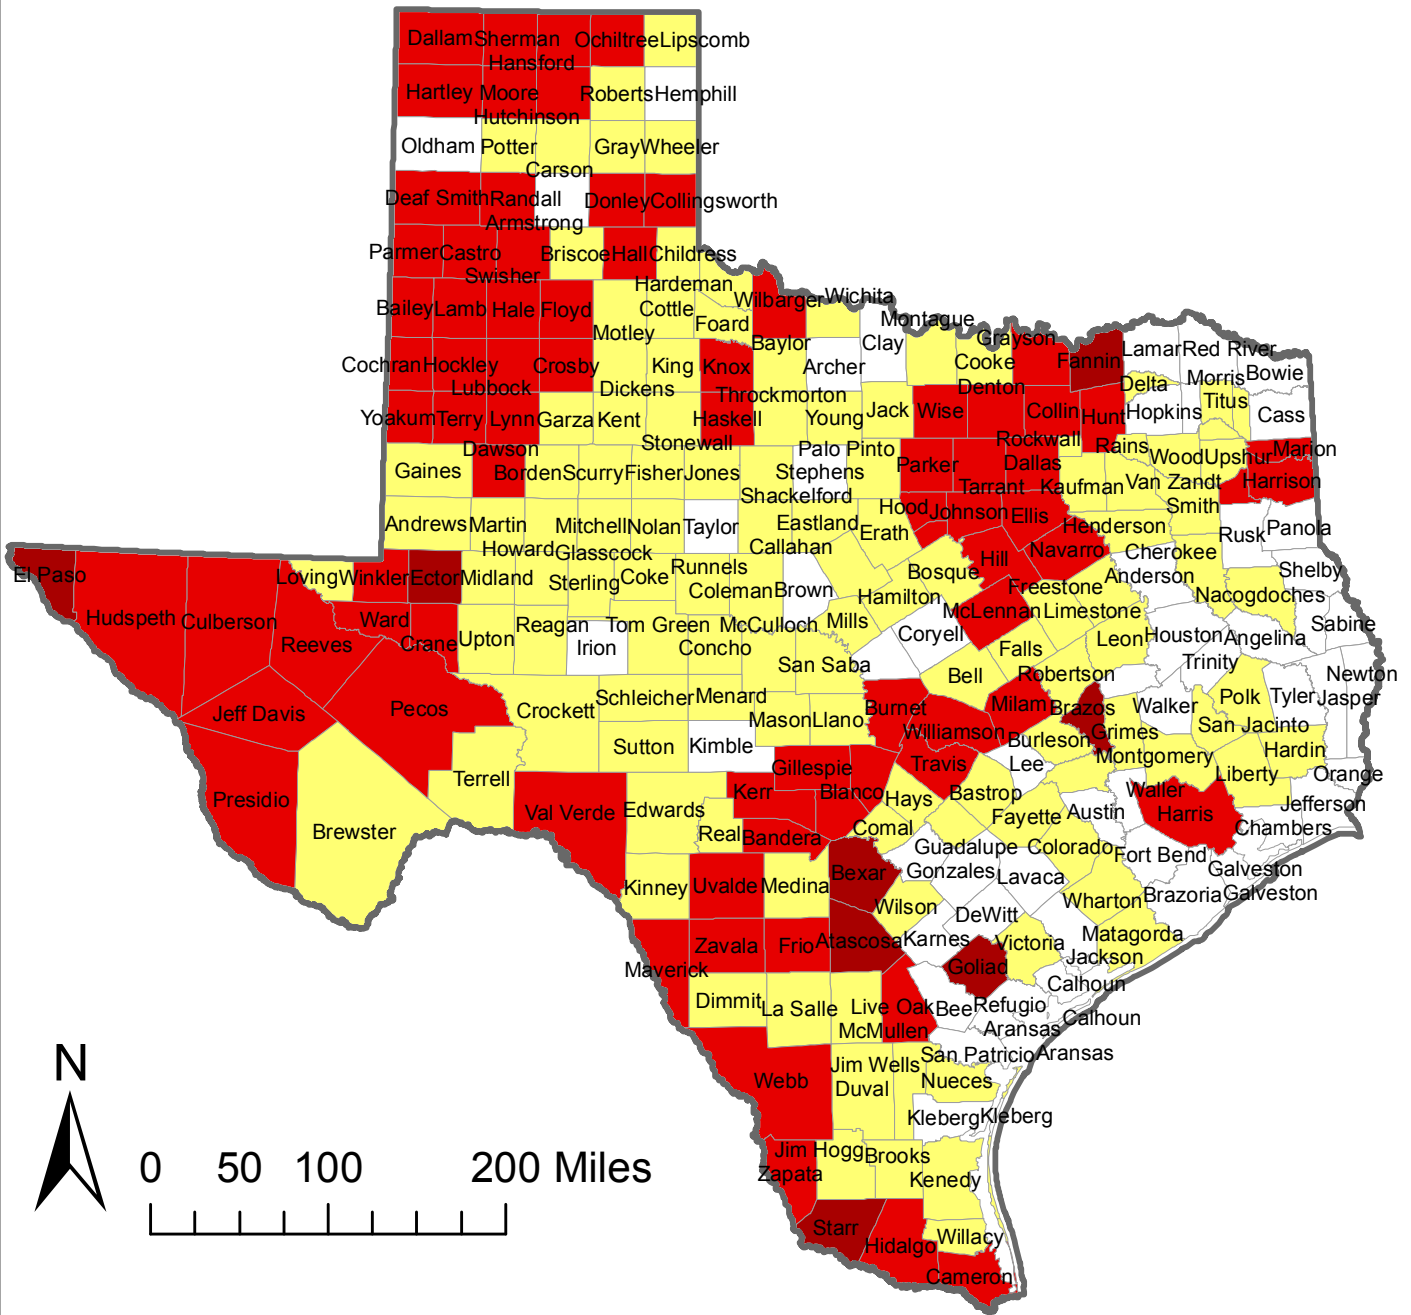 Dallam Sherman Ochiltree Lipscomb
Hansford
Hartley Moore Roberts Hemphill
Hutchinson
Oldham Potter Gray Wheeler
Carson
Deaf Smith Randall Donley Collingsworth
Armstrong
Parmer Castro Briscoe Hall Childress
Swisher
Hardeman
Bailey Lamb Hale Floyd Cottle Wilbarger Wichita
Motley Foard Montague
Baylor Clay Grayson
Cochran Hockley Crosby King Knox Archer Cooke Fannin Lamar Red River
Bowie
Lubbock Dickens Throckmorton Denton Delta Morris
Titus
Yoakum Terry Lynn Garza Kent Haskell Young Jack Wise Collin Hunt Hopkins Cass
Stonewall Rockwall
Dawson Palo Pinto Rains Marion
Gaines Borden Scurry Fisher Jones Stephens Parker Dallas Wood Upshur
Shackelford Tarrant Kaufman Van Zandt Harrison
Smith
Andrews Martin Mitchell Nolan Taylor Eastland Hood Johnson Ellis Henderson
Erath Rusk Panola
Howard Glasscock Callahan Navarro Cherokee
El Paso Loving Winkler Ector Midland Sterling Coke Runnels Hill Anderson Shelby
Coleman Brown Bosque Freestone Nacogdoches
Hamilton
Hudspeth Culberson Ward McLennan Limestone
Reagan Tom Green McCulloch Mills Sabine
Reeves Crane Upton Irion Concho Coryell Falls Leon Houston Angelina
San Saba Trinity
Bell Robertson Newton
Jeff Davis Pecos Crockett Schleicher Menard Burnet Milam Brazos Walker Polk Tyler Jasper
Mason Llano San Jacinto
Williamson Grimes
Sutton Kimble Burleson Hardin
Montgomery
Terrell Gillespie Travis Lee Liberty Orange
Presidio Kerr Blanco Bastrop Waller
Brewster Val Verde Edwards Hays Fayette Austin Harris Jefferson
Real Bandera Comal Chambers
Guadalupe Colorado Fort Bend
Kinney Uvalde Medina Bexar Gonzales Lavaca Galveston
Wilson Wharton Brazoria Galveston
DeWitt
Zavala Frio Atascosa Karnes Victoria Matagorda
Maverick Goliad Jackson
Calhoun
Dimmit La Salle Live Oak Bee Refugio
McMullen Aransas Calhoun
N San Patricio Aransas
Jim Wells
Webb Duval Nueces
Kleberg Kleberg
Jim Hogg Brooks
Zapata Kenedy
0 50 100 200 Miles
Starr Willacy
Hidalgo
Cameron